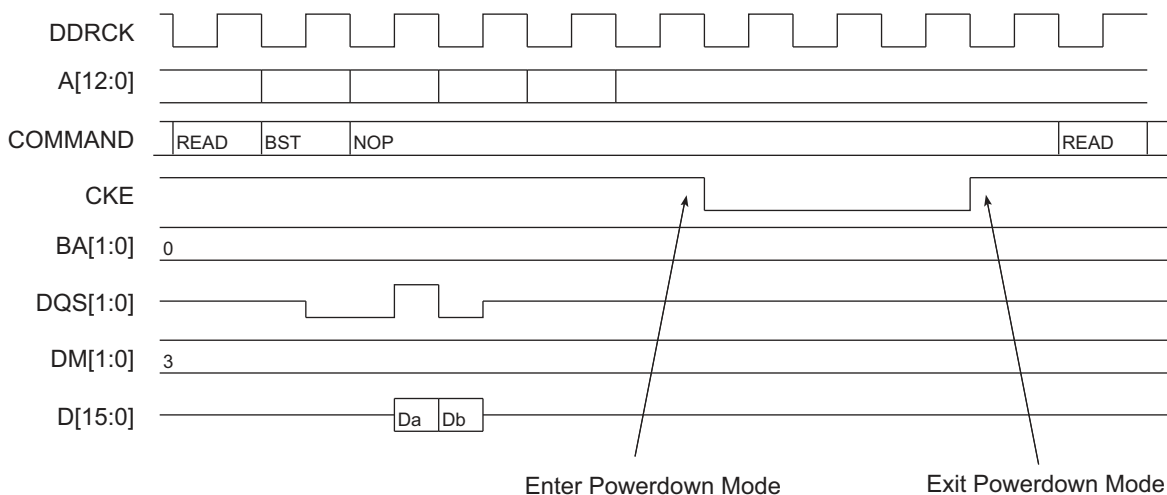 DDRCK
A[12:0]
COMMAND READ BST NOP READ
CKE
BA[1:0] 0
DQS[1:0]
DM[1:0] 3
D[15:0] Da Db
Enter Powerdown Mode Exit Powerdown Mode